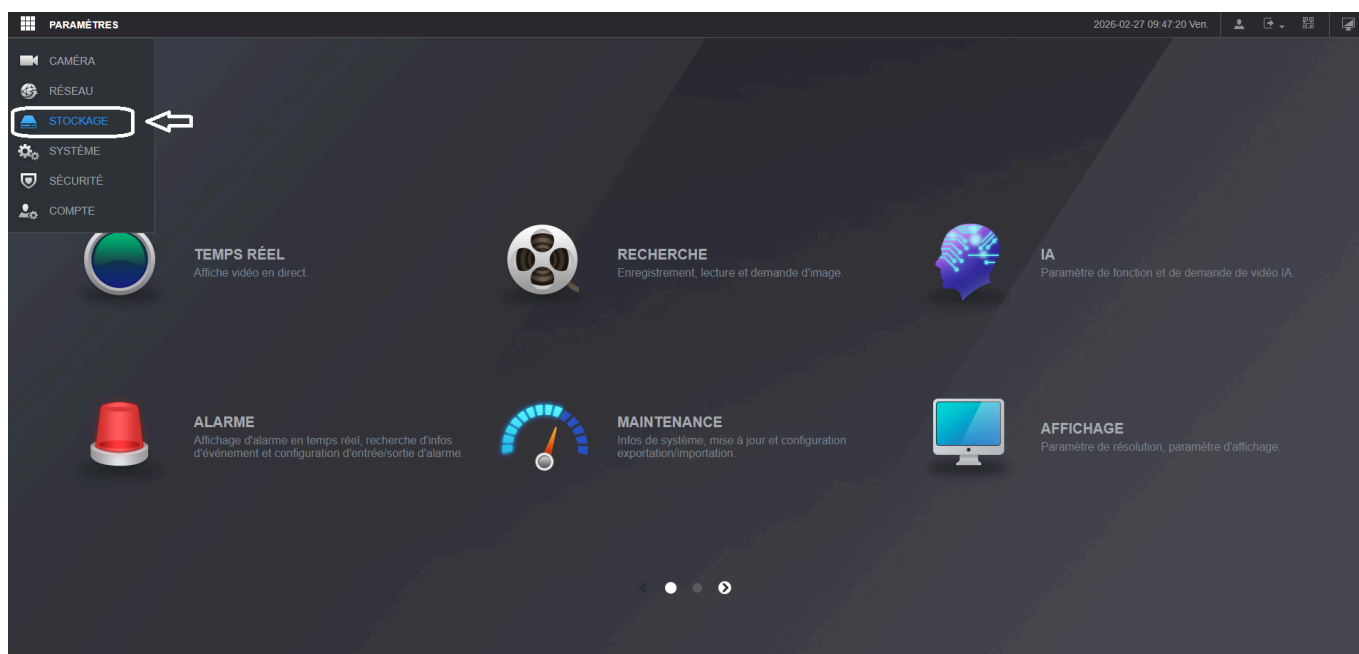 PARAMÈTRES
2026-02-27 09:47:20 Ven.
CAMÉRA
RÉSEAU
STOCKAGE
SYSTÈME
SÉCURITÉ
COMPTE
TEMPS RÉEL
Affiche vidéo en direct.
RECHERCHE
Enregistrement, lecture et demande d'image.
IA
Paramètre de fonction et de demande de vidéo IA.
ALARME
Affichage d'alarme en temps réel, recherche d'infos
d'événement et configuration d'entrée/sortie d'alarme.
MAINTENANCE
Infos de système, mise à jour et configuration
exportation/importation.
AFFICHAGE
Paramètre de résolution, paramètre d'affichage.